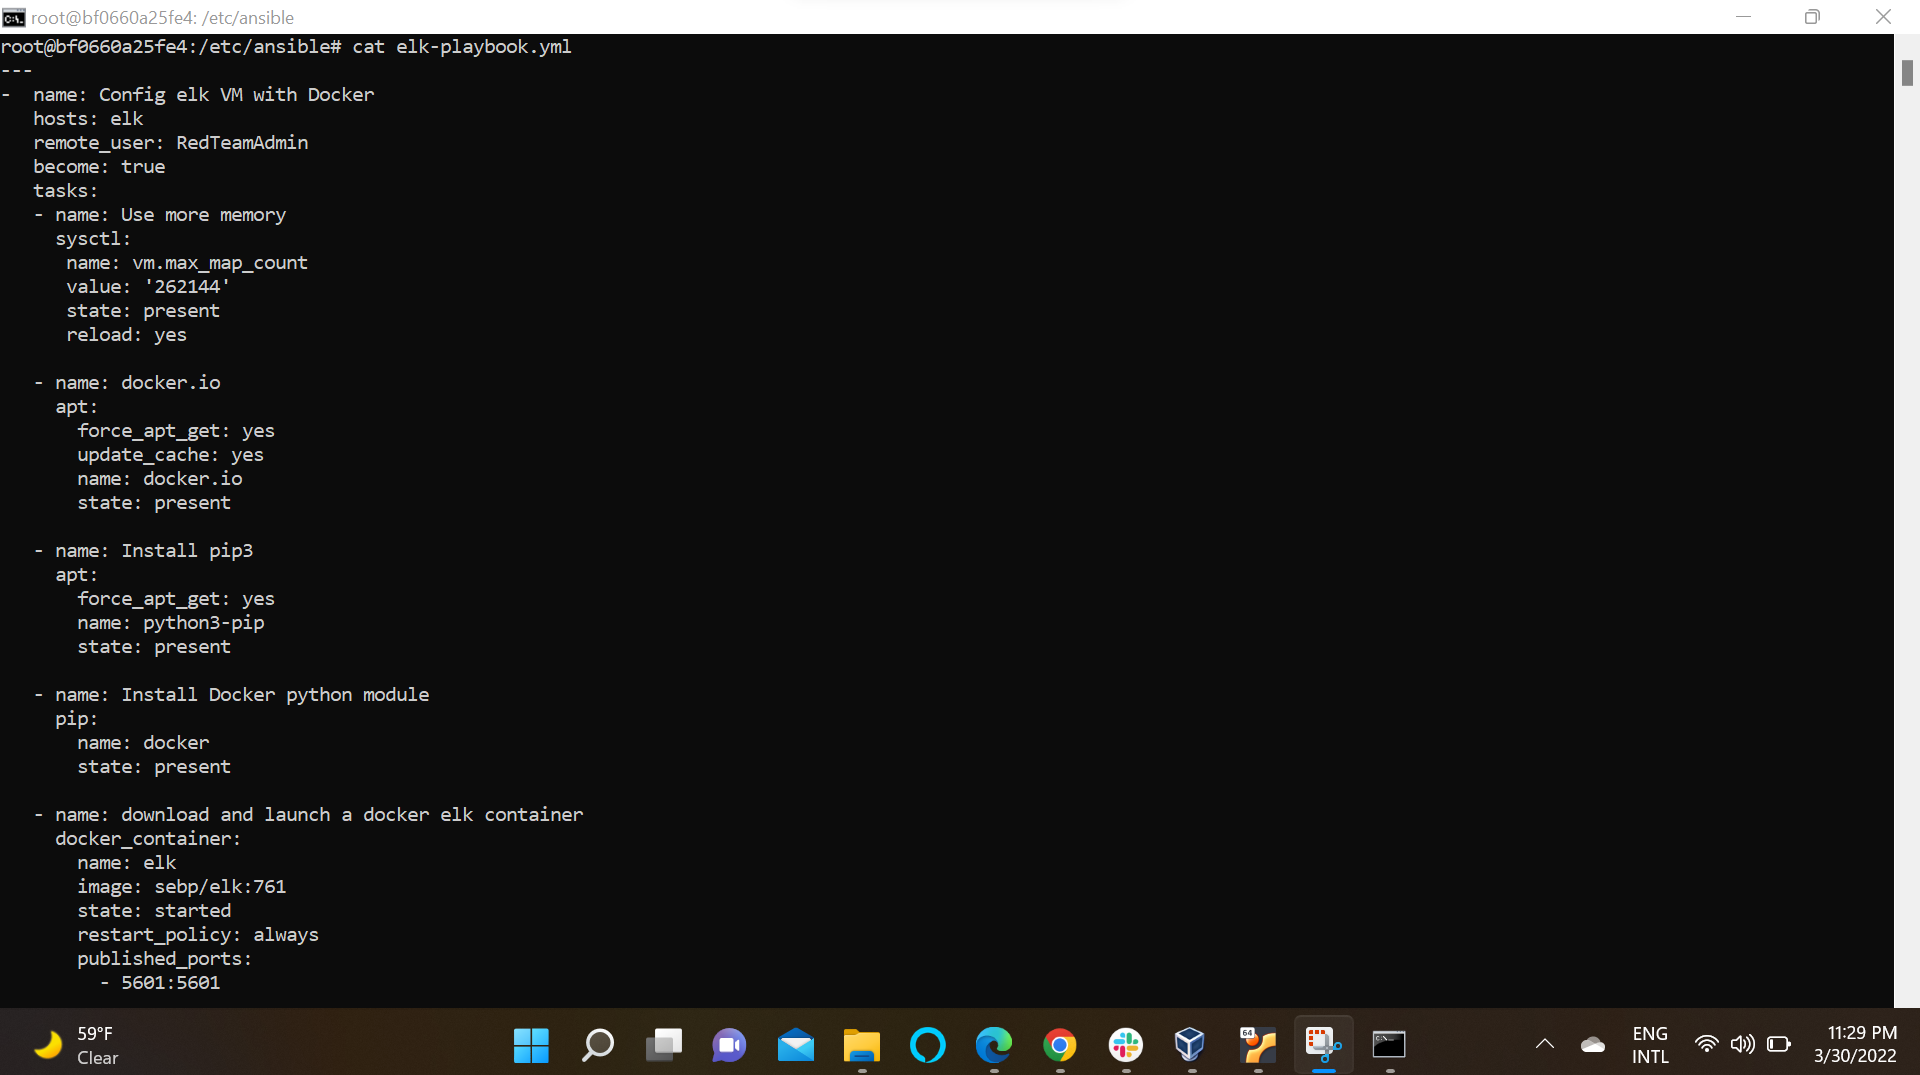 root@bf0660a25fe4: /etc/ansible
root@bf0660a25fe4:/etc/ansible# cat elk-playbook.yml
---
-  name: Config elk VM with Docker
   hosts: elk
   remote_user: RedTeamAdmin
   become: true
   tasks:
   - name: Use more memory
     sysctl:
      name: vm.max_map_count
      value: '262144'
      state: present
      reload: yes

   - name: docker.io
     apt:
       force_apt_get: yes
       update_cache: yes
       name: docker.io
       state: present

   - name: Install pip3
     apt:
       force_apt_get: yes
       name: python3-pip
       state: present

   - name: Install Docker python module
     pip:
       name: docker
       state: present

   - name: download and launch a docker elk container
     docker_container:
       name: elk
       image: sebp/elk:761
       state: started
       restart_policy: always
       published_ports:
         - 5601:5601
59°F
Clear
64
ENG
INTL
11:29 PM
3/30/2022